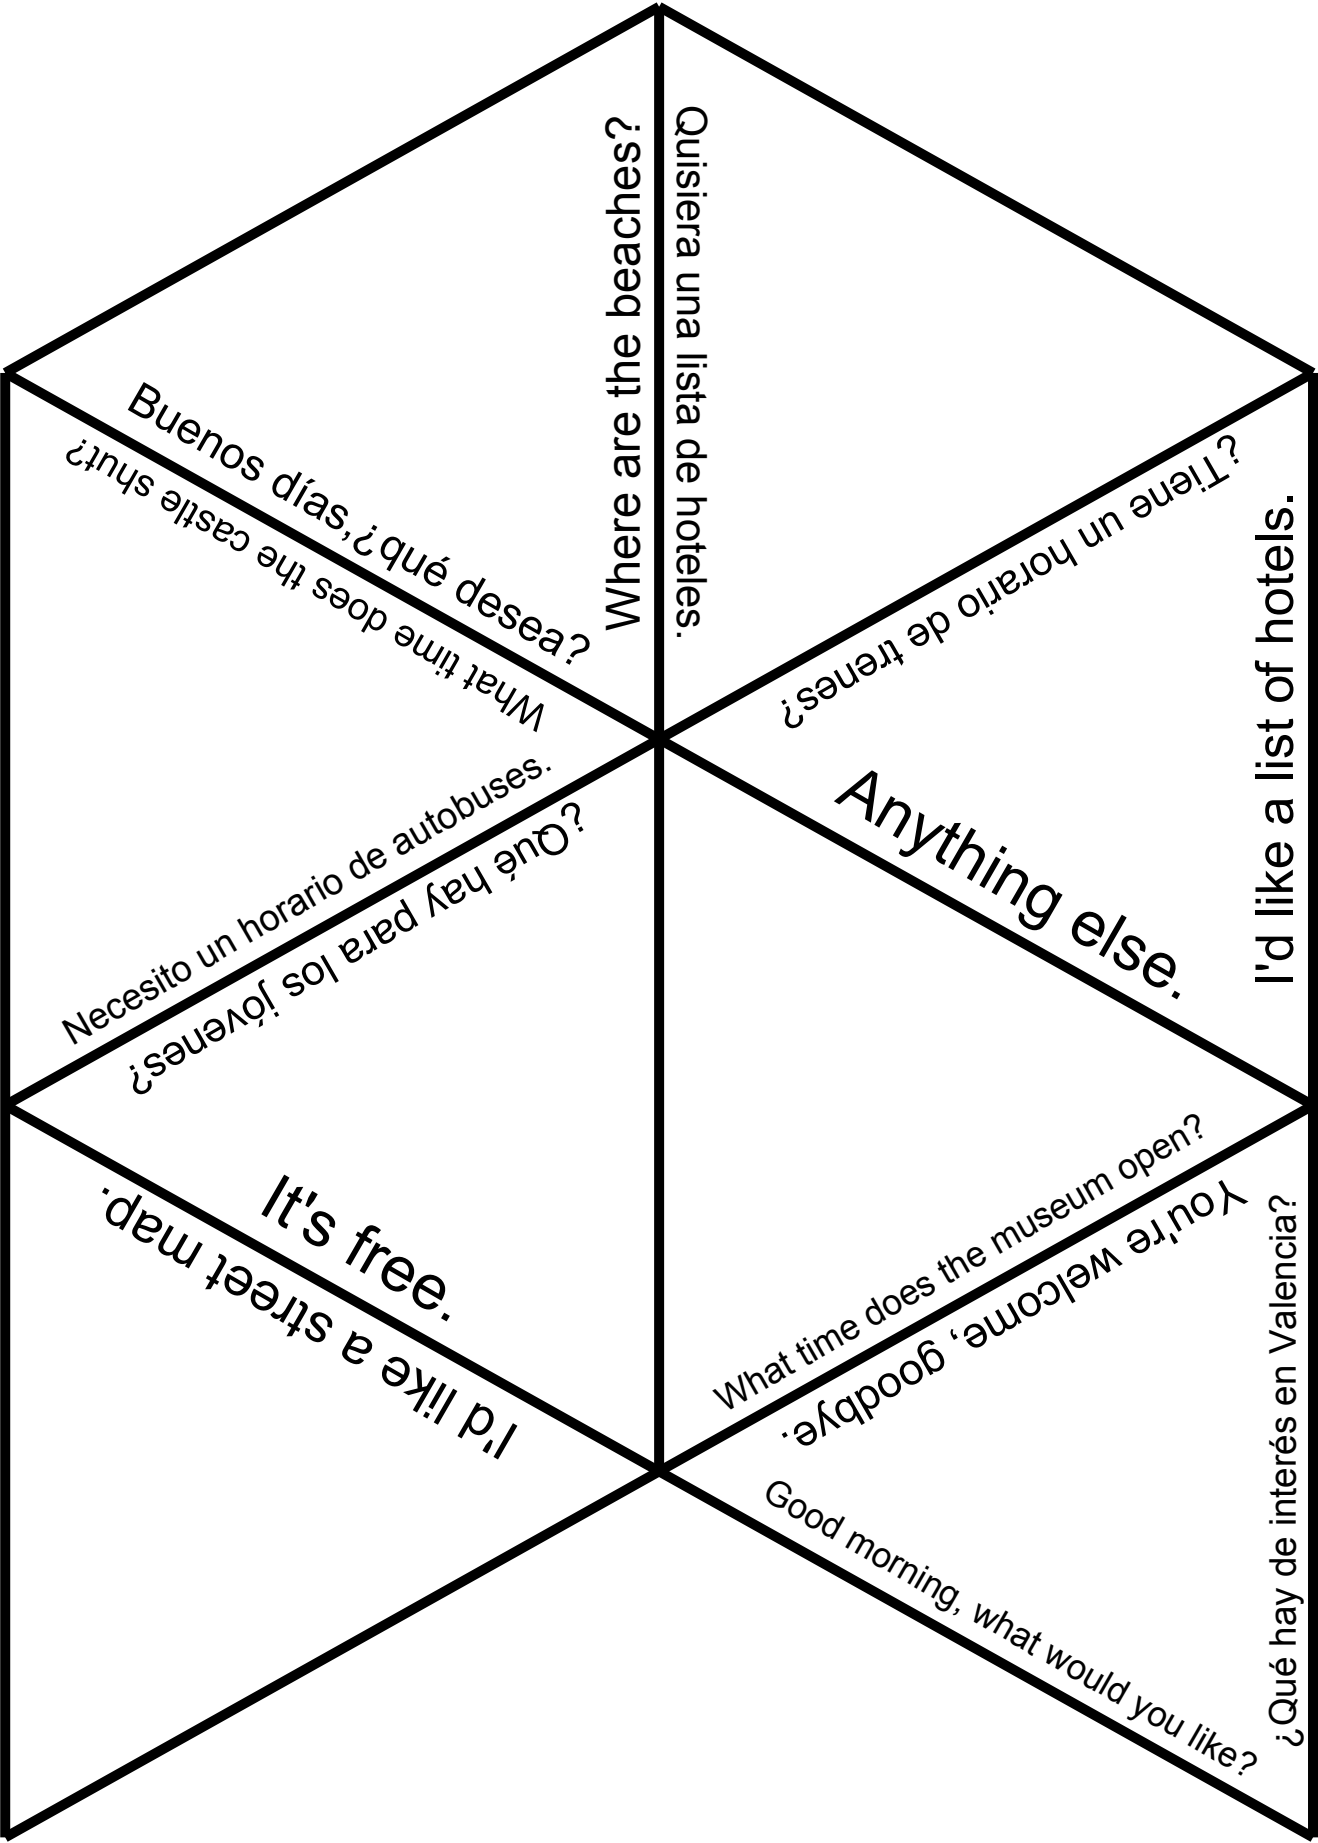 Where are the beaches?
Quisiera una lista de hoteles.
Buenos días,¿qué desea?
What time does the castle shut?
¿Tiene un horario de trenes?
I'd like a list of hotels.
Necesito un horario de autobuses.
¿Qué hay para los jóvenes?
Anything else.
It's free.
I'd like a street map.
What time does the museum open?
You're welcome, goodbye.
¿Qué hay de interés en Valencia?
Good morning, what would you like?